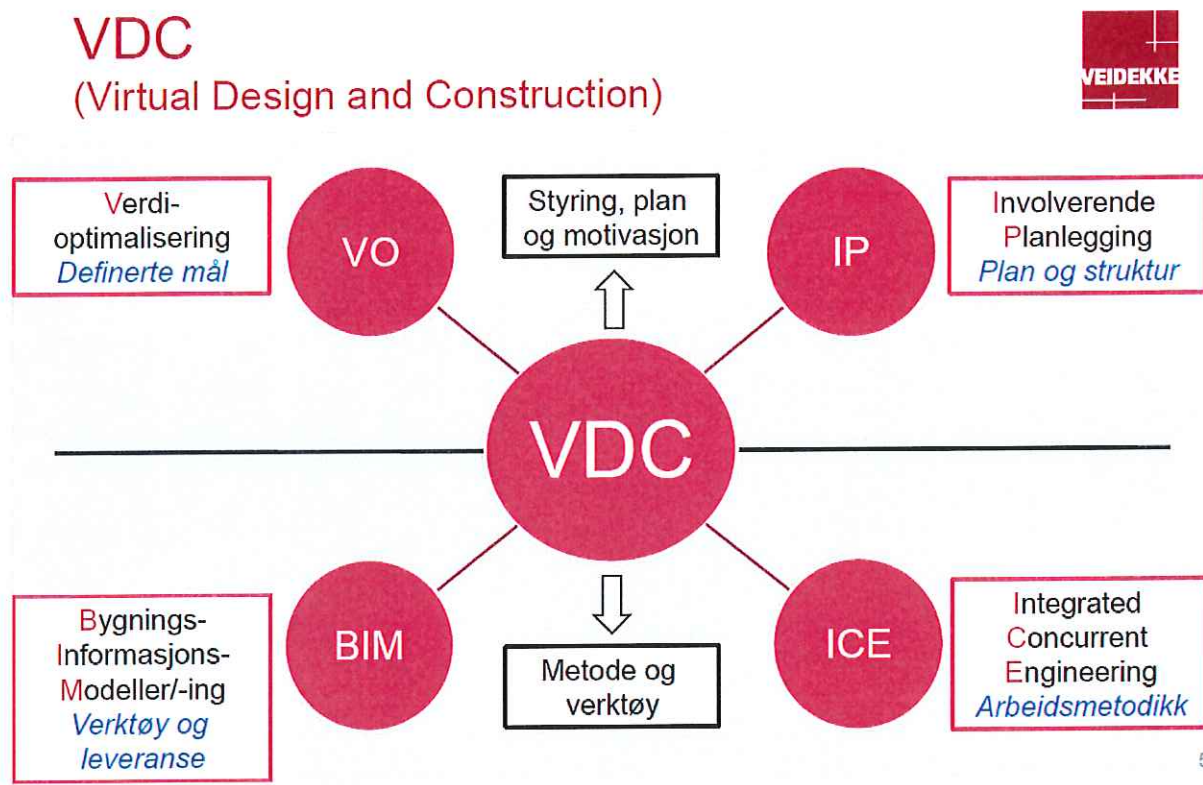 VDC
(Virtual Design and Construction)
VEIDEKKE
Verdi-
optimalisering
Definerte mål
VO
Styring, plan
og motivasjon
IP
Involverende
Planlegging
Plan og struktur
VDC
Bygnings-
Informasjons-
Modeller/-ing
Verktøy og
leveranse
BIM
Metode og
verktøy
ICE
Integrated
Concurrent
Engineering
Arbeidsmetodikk
5